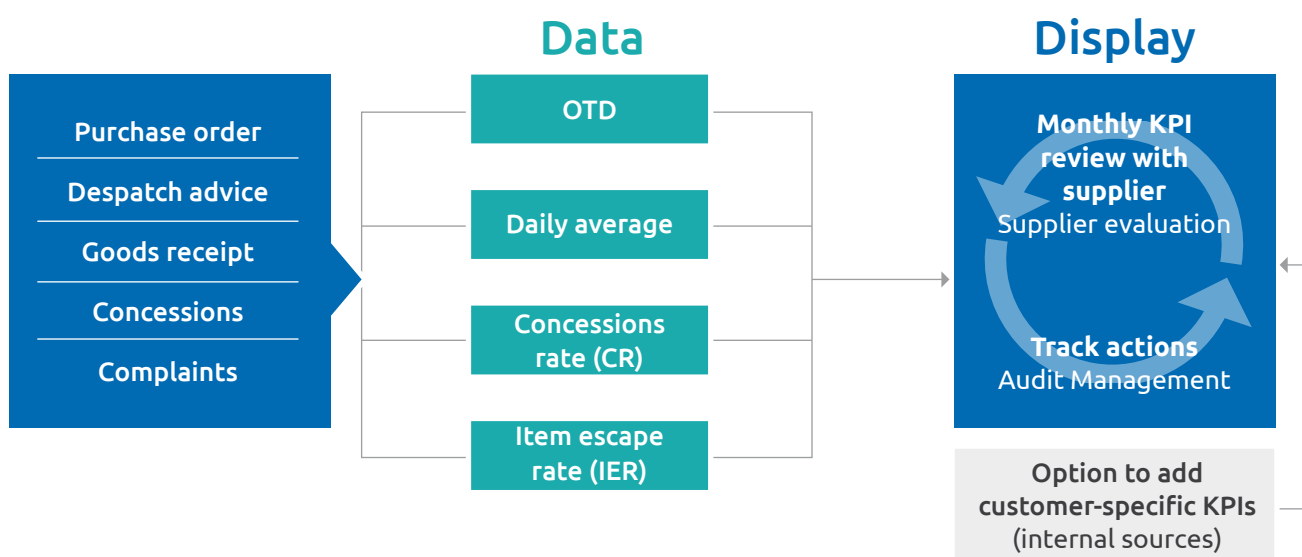 Data
Display
Purchase order
Despatch advice
Goods receipt
Concessions
Complaints
OTD
Daily average
Concessions
rate (CR)
Item escape
rate (IER)
Monthly KPI
review with
supplier
Supplier evaluation
Track actions
Audit Management
Option to add
customer-specific KPIs
(internal sources)